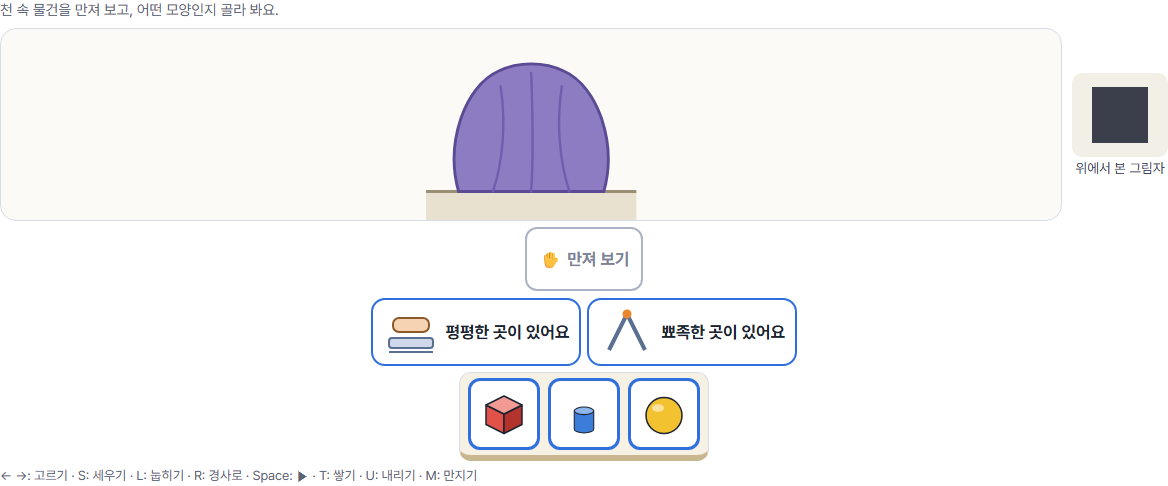 천 속 물건을 만져 보고, 어떤 모양인지 골라 봐요.
위에서 본 그림자
만져 보기
평평한 곳이 있어요
뾰족한 곳이 있어요
← →: 고르기 · S: 세우기 · L: 눕히기 · R: 경사로 · Space: ▶ · T: 쌓기 · U: 내리기 · M: 만지기